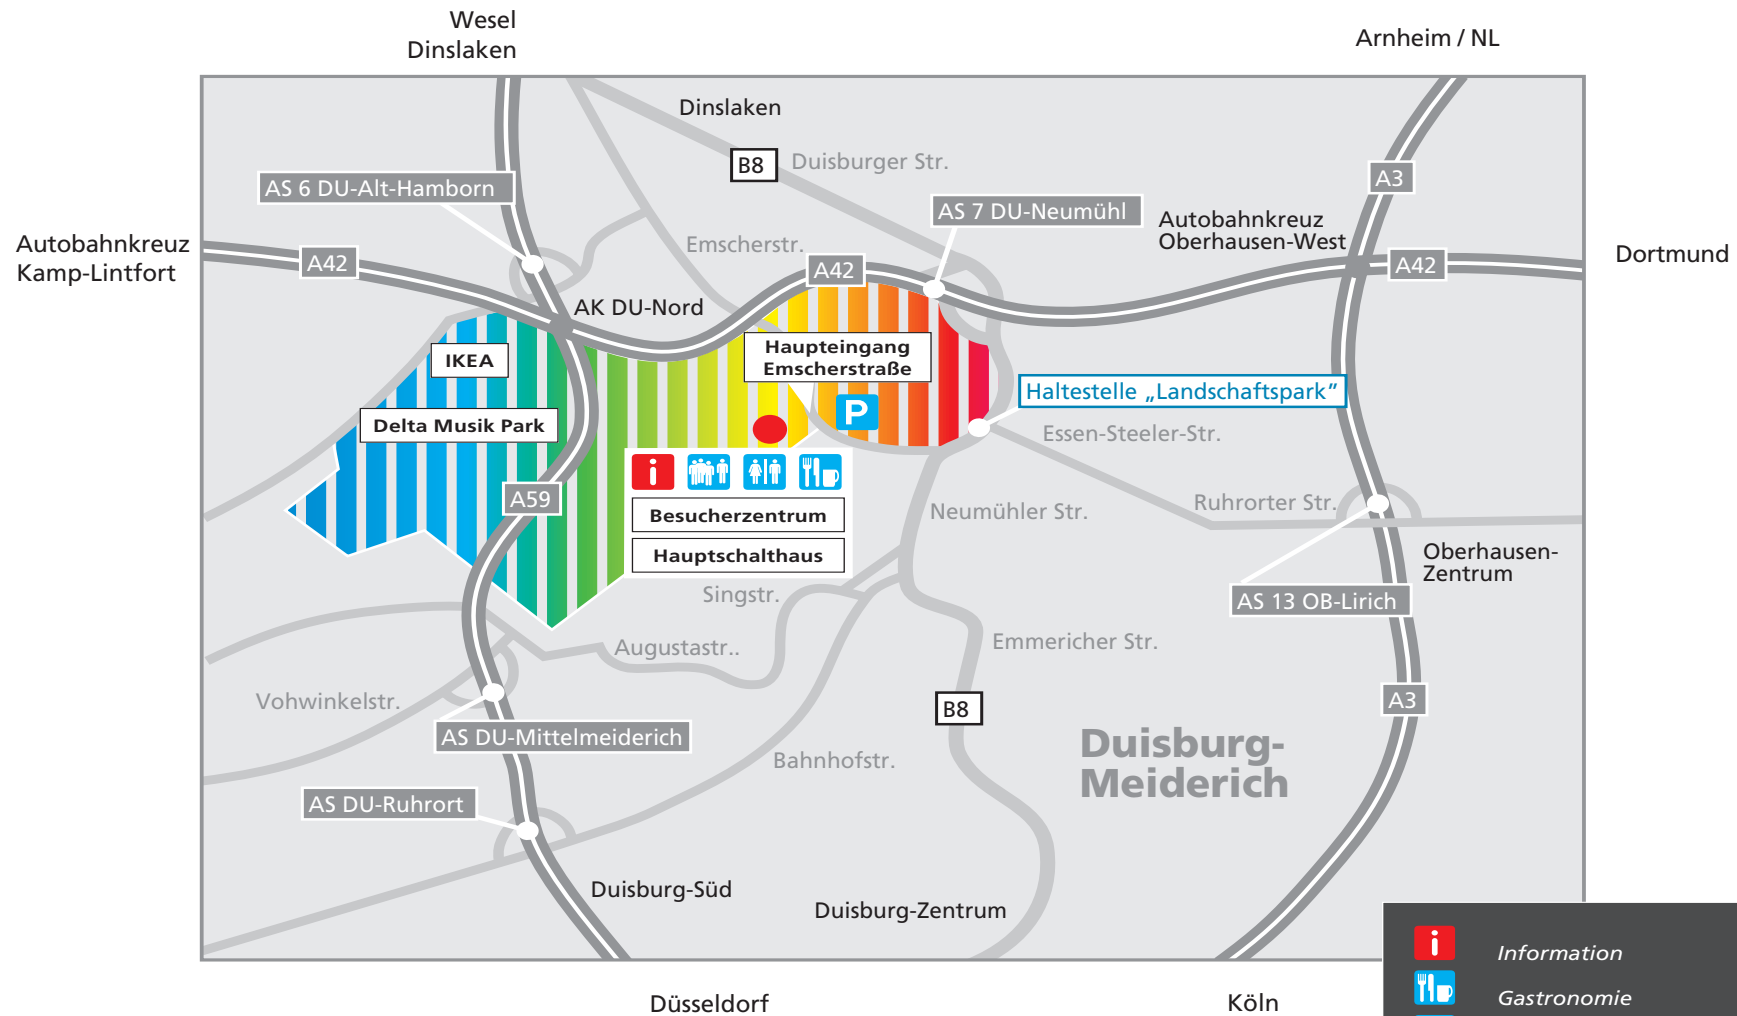 Wesel
Dinslaken
Arnheim / NL
Dinslaken
B8
Duisburger Str.
A3
AS 6 DU-Alt-Hamborn
AS 7 DU-Neumühl
Autobahnkreuz
Oberhausen-West
Autobahnkreuz
Kamp-Lintfort
Emscherstr.
A42
A42
A42
Dortmund
AK DU-Nord
IKEA
Haupteingang
Emscherstraße
Haltestelle „Landschaftspark”
P
Delta Musik Park
Essen-Steeler-Str.
i
A59
Besucherzentrum
Neumühler Str.
Ruhrorter Str.
Hauptschalthaus
Oberhausen-
Zentrum
Singstr.
AS 13 OB-Lirich
Augustastr..
Emmericher Str.
Vohwinkelstr.
A3
B8
AS DU-Mittelmeiderich
Duisburg-
Meiderich
Bahnhofstr.
AS DU-Ruhrort
Duisburg-Süd
Duisburg-Zentrum
i
Information
Gastronomie
Düsseldorf
Köln